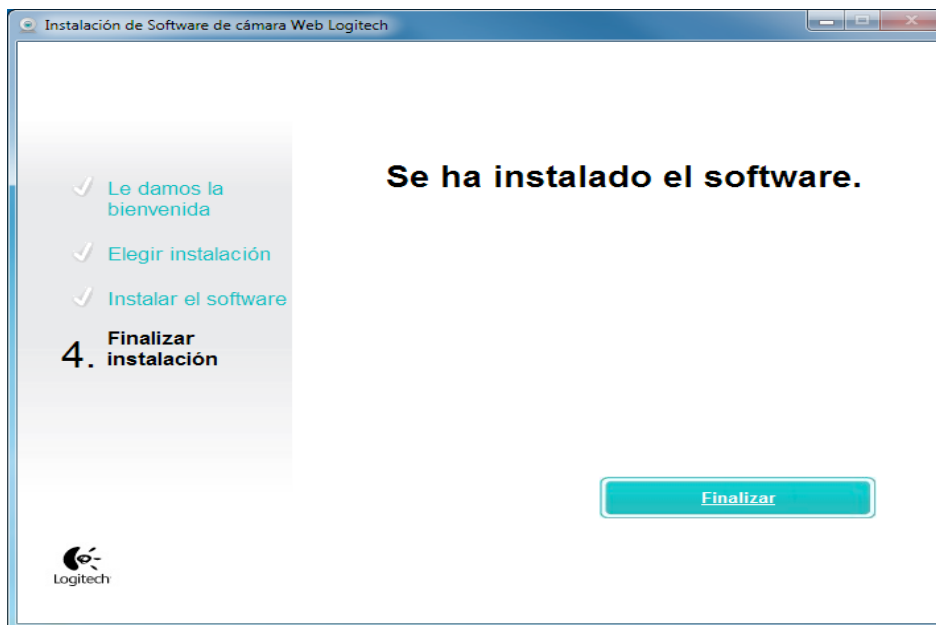 Instalación de Software de cámara Web Logitech
Le damos la
bienvenida
Elegir instalación
Instalar el software
4. Finalizar
instalación
Se ha instalado el software.
Finalizar
Logitech